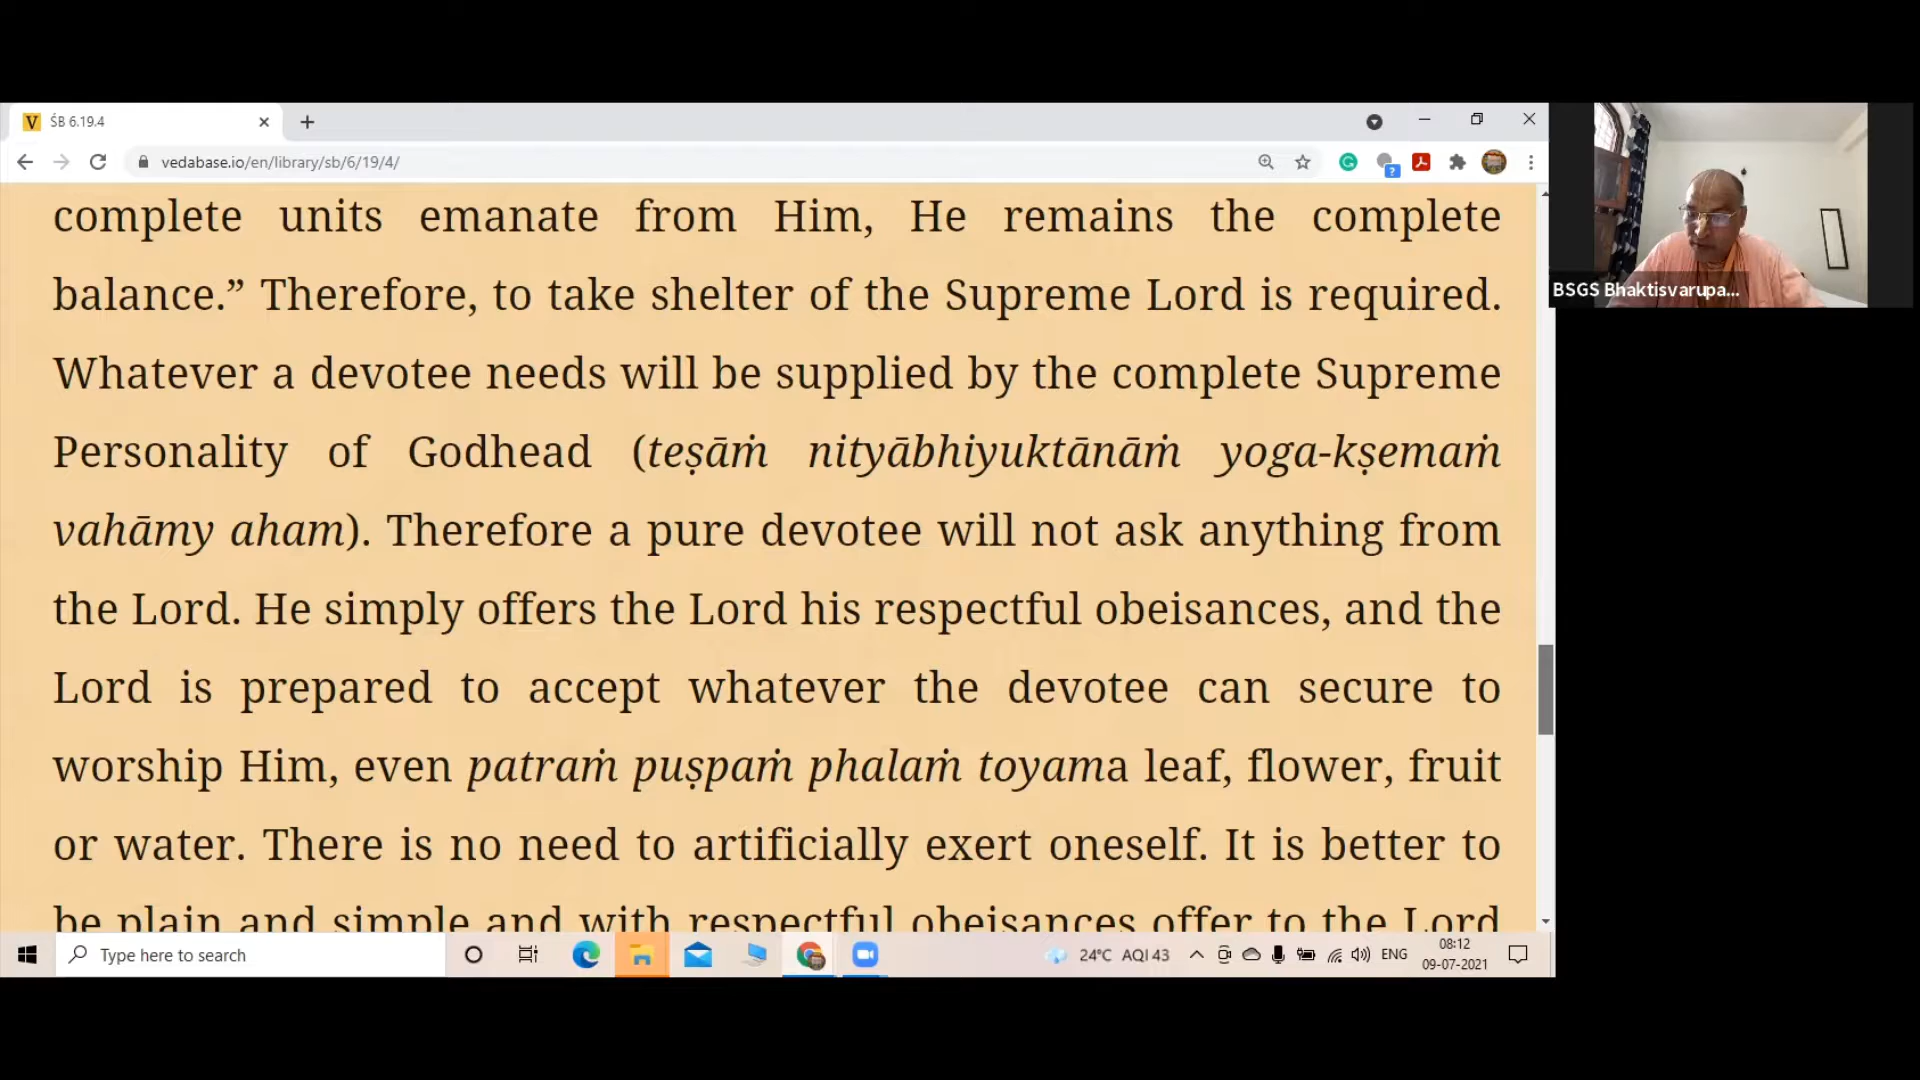 ŚB 6.19.4
vedabase.io/en/library/sb/6/19/4/
complete units emanate from Him, He remains the complete
balance.” Therefore, to take shelter of the Supreme Lord is required.
Whatever a devotee needs will be supplied by the complete Supreme
Personality of Godhead (teṣāṁ nityābhiyuktānāṁ yoga-kṣemaṁ
vahāmy aham). Therefore a pure devotee will not ask anything from
the Lord. He simply offers the Lord his respectful obeisances, and the
Lord is prepared to accept whatever the devotee can secure to
worship Him, even patraṁ puṣpaṁ phalaṁ toyama leaf, flower, fruit
or water. There is no need to artificially exert oneself. It is better to
be plain and simple and with respectful obeisances offer to the Lord
BSGS Bhaktisvarupa...
Type here to search
24°C AQI 43
ENG
08:12
09-07-2021